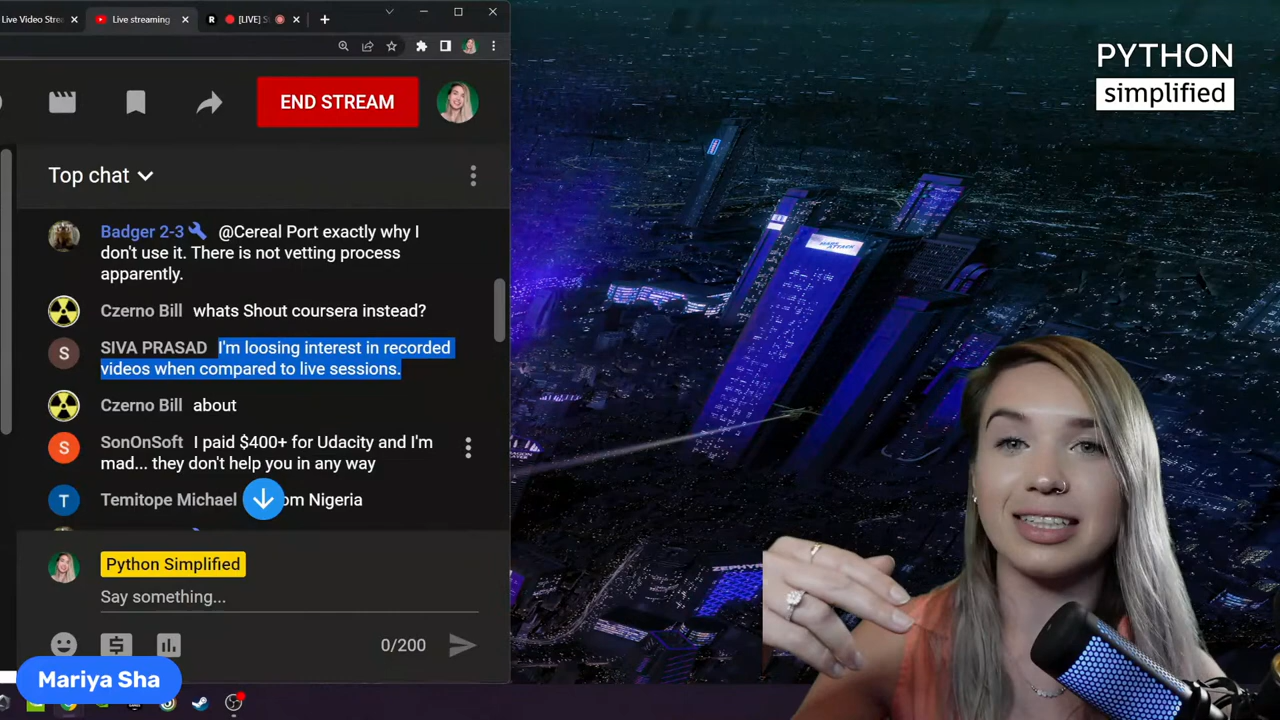 Live Video Strea
Live streaming
[LIVE] S
PYTHON
simplified
END STREAM
Top chat
Badger 2-3 @Cereal Port exactly why I
don't use it. There is not vetting process
apparently.
Czerno Bill whats Shout coursera instead?
SIVA PRASAD I'm loosing interest in recorded
videos when compared to live sessions.
Czerno Bill about
S
SonOnSoft I paid $400+ for Udacity and I'm
mad... they don't help you in any way
T
Temitope Michael om Nigeria
Python Simplified
Say something...
0/200
Mariya Sha